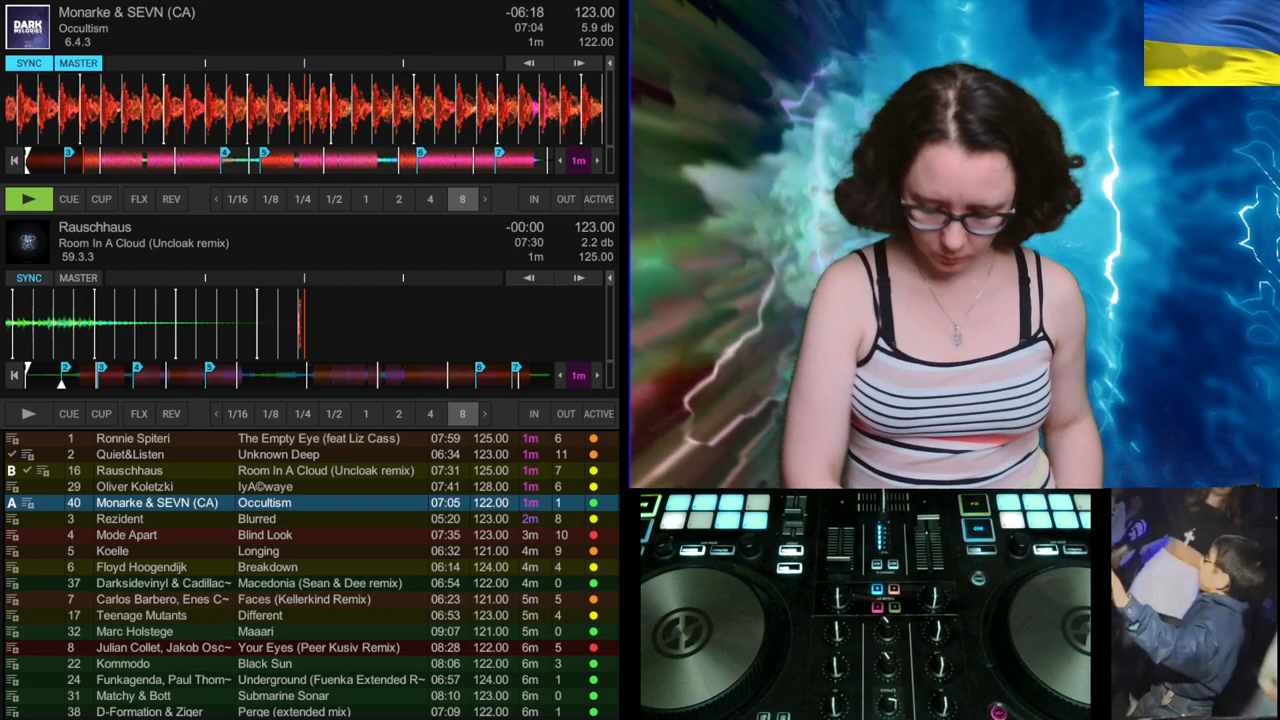 DARK
MELODIES
Monarke & SEVN (CA) -06:18 123.00
Occultism 07:04 5.9 db
6.4.3 1m 122.00
SYNC MASTER
3 4 5 6 7 1m
CUE CUP FLX REV 1/16 1/8 1/4 1/2 1 2 4 8 IN OUT ACTIVE
Rauschhaus -00:00 123.00
Room In A Cloud (Uncloak remix) 07:30 2.2 db
59.3.3 1m 125.00
SYNC MASTER
2 3 4 5 6 7 1m
CUE CUP FLX REV 1/16 1/8 1/4 1/2 1 2 4 8 IN OUT ACTIVE
1 Ronnie Spiteri The Empty Eye (feat Liz Cass) 07:59 125.00 1m 6
2 Quiet&Listen Unknown Deep 06:34 123.00 1m 11
B 16 Rauschhaus Room In A Cloud (Uncloak remix) 07:31 125.00 1m 7
29 Oliver Koletzki IyA©waye 07:41 128.00 1m 6
A 40 Monarke & SEVN (CA) Occultism 07:05 122.00 1m 1
3 Rezident Blurred 05:20 123.00 2m 8
4 Mode Apart Blind Look 07:35 123.00 3m 10
5 Koelle Longing 06:32 121.00 4m 9
6 Floyd Hoogendijk Breakdown 06:14 124.00 4m 4
37 Darksidevinyl & Cadillac~ Macedonia (Sean & Dee remix) 06:54 122.00 4m 0
7 Carlos Barbero, Enes C~ Faces (Kellerkind Remix) 06:23 121.00 5m 5
17 Teenage Mutants Different 06:53 123.00 5m 4
32 Marc Holstege Maaari 09:07 121.00 5m 0
8 Julian Collet, Jakob Osc~ Your Eyes (Peer Kusiv Remix) 08:28 122.00 6m 5
22 Kommodo Black Sun 08:06 122.00 6m 3
24 Funkagenda, Paul Thom~ Underground (Fuenka Extended R~ 06:57 124.00 6m 1
31 Matchy & Bott Submarine Sonar 08:10 123.00 6m 0
38 D-Formation & Ziger Perge (extended mix) 07:09 122.00 6m 1